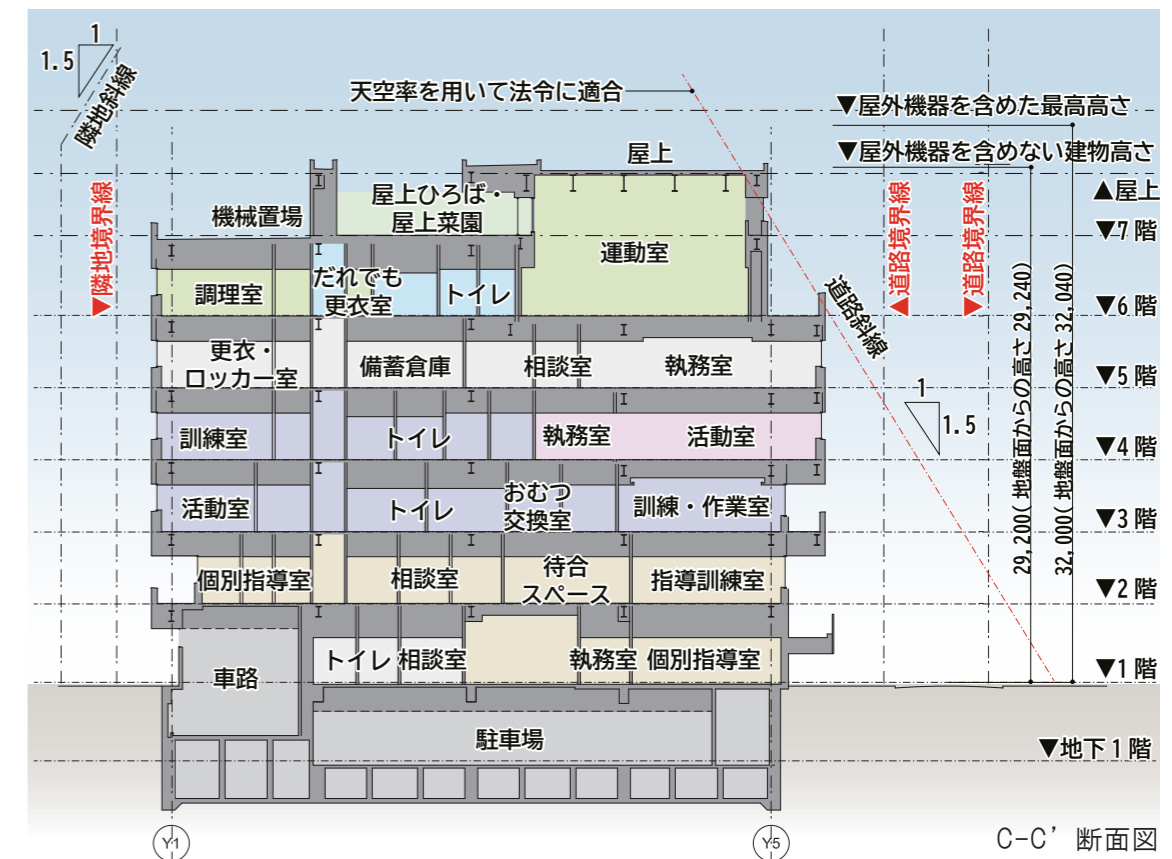 1
1.5
隣地斜線
天空率を用いて法令に適合
▼屋外機器を含めた最高高さ
▼屋外機器を含めない建物高さ
屋上
▲屋上
▼隣地境界線
機械置場
屋上ひろば・
屋上菜園
運動室
▲道路境界線
▼道路境界線
▼7階
調理室
だれでも
更衣室
トイレ
道路斜線
▼6階
更衣・
ロッカー室
備蓄倉庫
相談室
執務室
▼5階
1
1.5
訓練室
トイレ
執務室
活動室
▼4階
29,200(地盤面からの高さ29,240)
32,000(地盤面からの高さ32,040)
活動室
トイレ
おむつ
交換室
訓練・作業室
▼3階
個別指導室
相談室
待合
スペース
指導訓練室
▼2階
車路
トイレ
相談室
執務室
個別指導室
▼1階
駐車場
▼地下1階
Y1
Y5
C-C’断面図